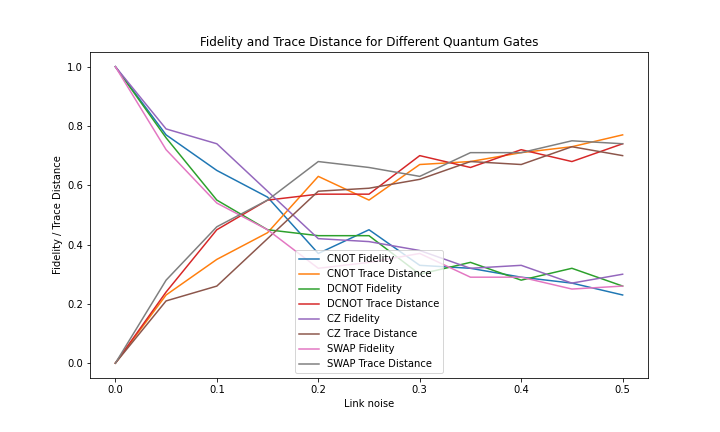 Fidelity and Trace Distance for Different Quantum Gates
Fidelity / Trace Distance
1.0
0.8
0.6
0.4
0.2
0.0
CNOT Fidelity
CNOT Trace Distance
DCNOT Fidelity
DCNOT Trace Distance
CZ Fidelity
CZ Trace Distance
SWAP Fidelity
SWAP Trace Distance
0.0 0.1 0.2 0.3 0.4 0.5
Link noise